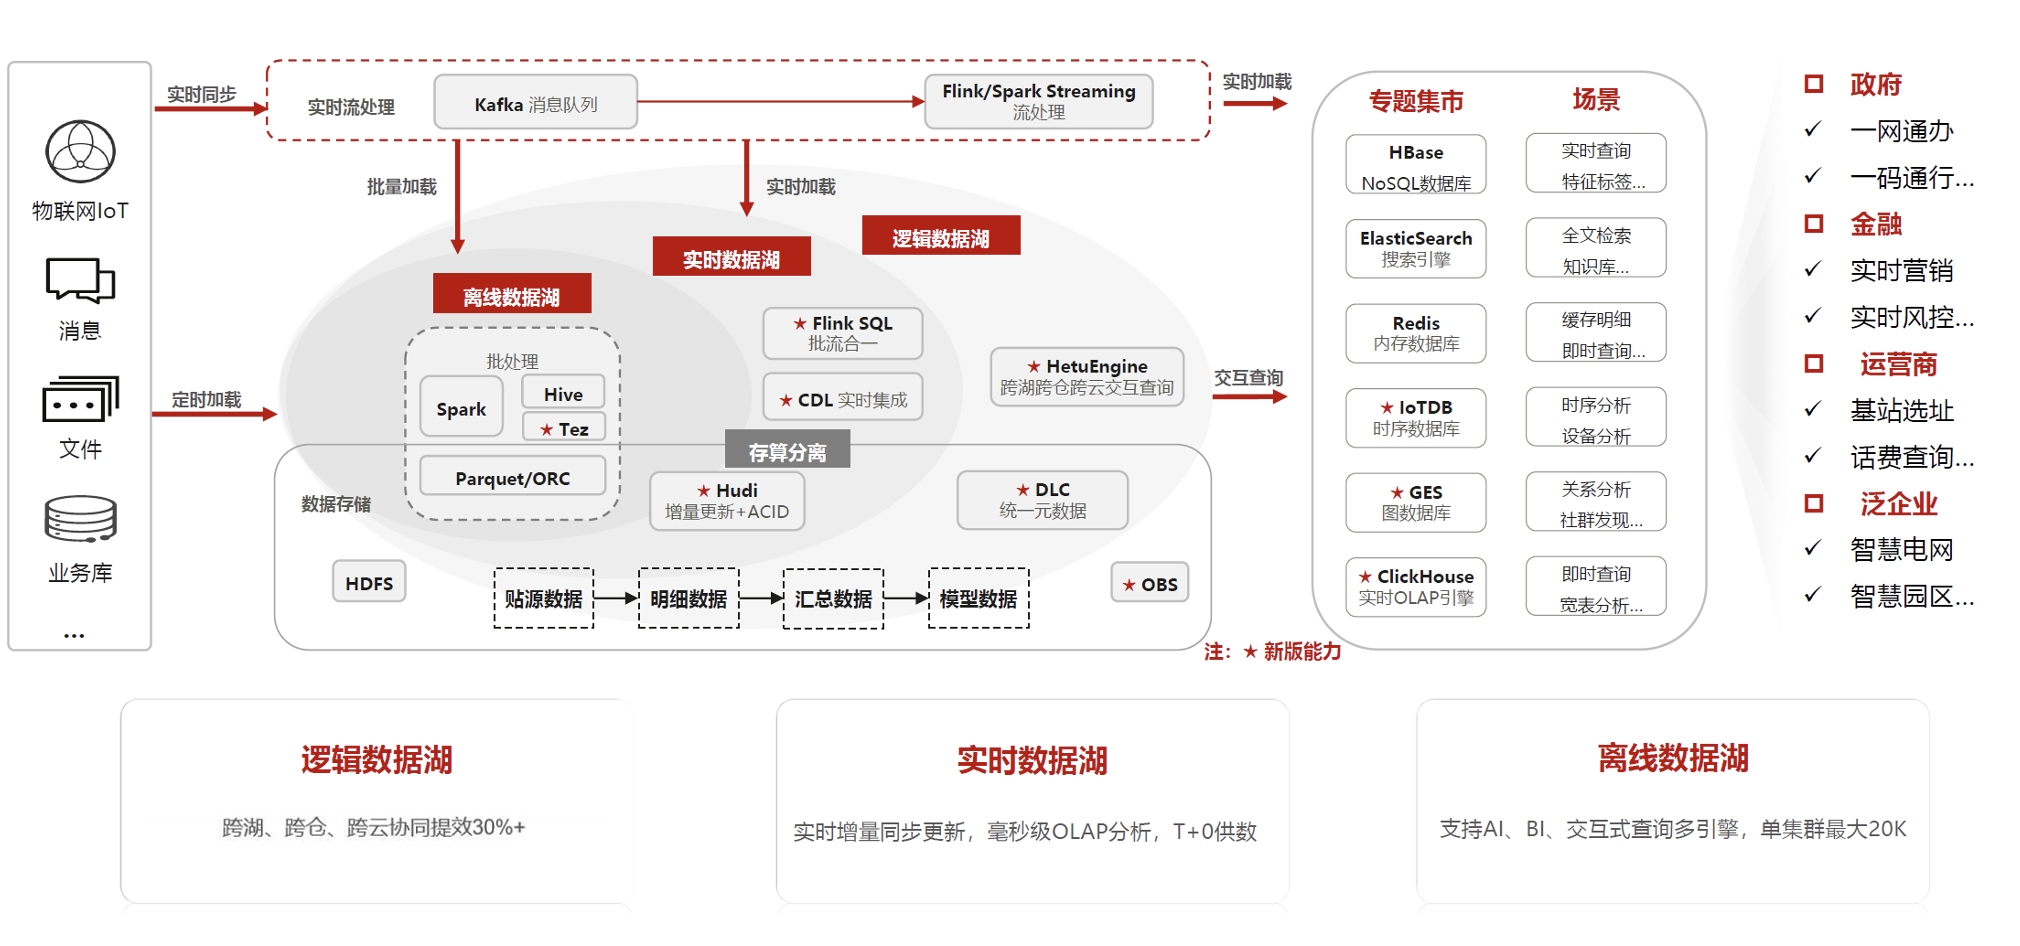 物联网IoT
消息
文件
业务库
...
实时同步
定时加载
实时流处理
Kafka 消息队列
Flink/Spark Streaming
流处理
实时加载
批量加载
实时加载
逻辑数据湖
实时数据湖
离线数据湖
批处理
Spark
Hive
★ Tez
Parquet/ORC
★ Flink SQL
批流合一
★ CDL 实时集成
★ HetuEngine
跨湖跨仓跨云交互查询
交互查询
存算分离
数据存储
★ Hudi
增量更新+ACID
★ DLC
统一元数据
HDFS
贴源数据
明细数据
汇总数据
模型数据
★ OBS
注：★ 新版能力
专题集市
场景
HBase
NoSQL数据库
实时查询
特征标签...
ElasticSearch
搜索引擎
全文检索
知识库...
Redis
内存数据库
缓存明细
即时查询...
★ IoTDB
时序数据库
时序分析
设备分析
★ GES
图数据库
关系分析
社群发现...
★ ClickHouse
实时OLAP引擎
即时查询
宽表分析...
政府
✓ 一网通办
✓ 一码通行...
金融
✓ 实时营销
✓ 实时风控...
运营商
✓ 基站选址
✓ 话费查询...
泛企业
✓ 智慧电网
✓ 智慧园区...
逻辑数据湖
跨湖、跨仓、跨云协同提效30%+
实时数据湖
实时增量同步更新，毫秒级OLAP分析，T+0供数
离线数据湖
支持AI、BI、交互式查询多引擎，单集群最大20K